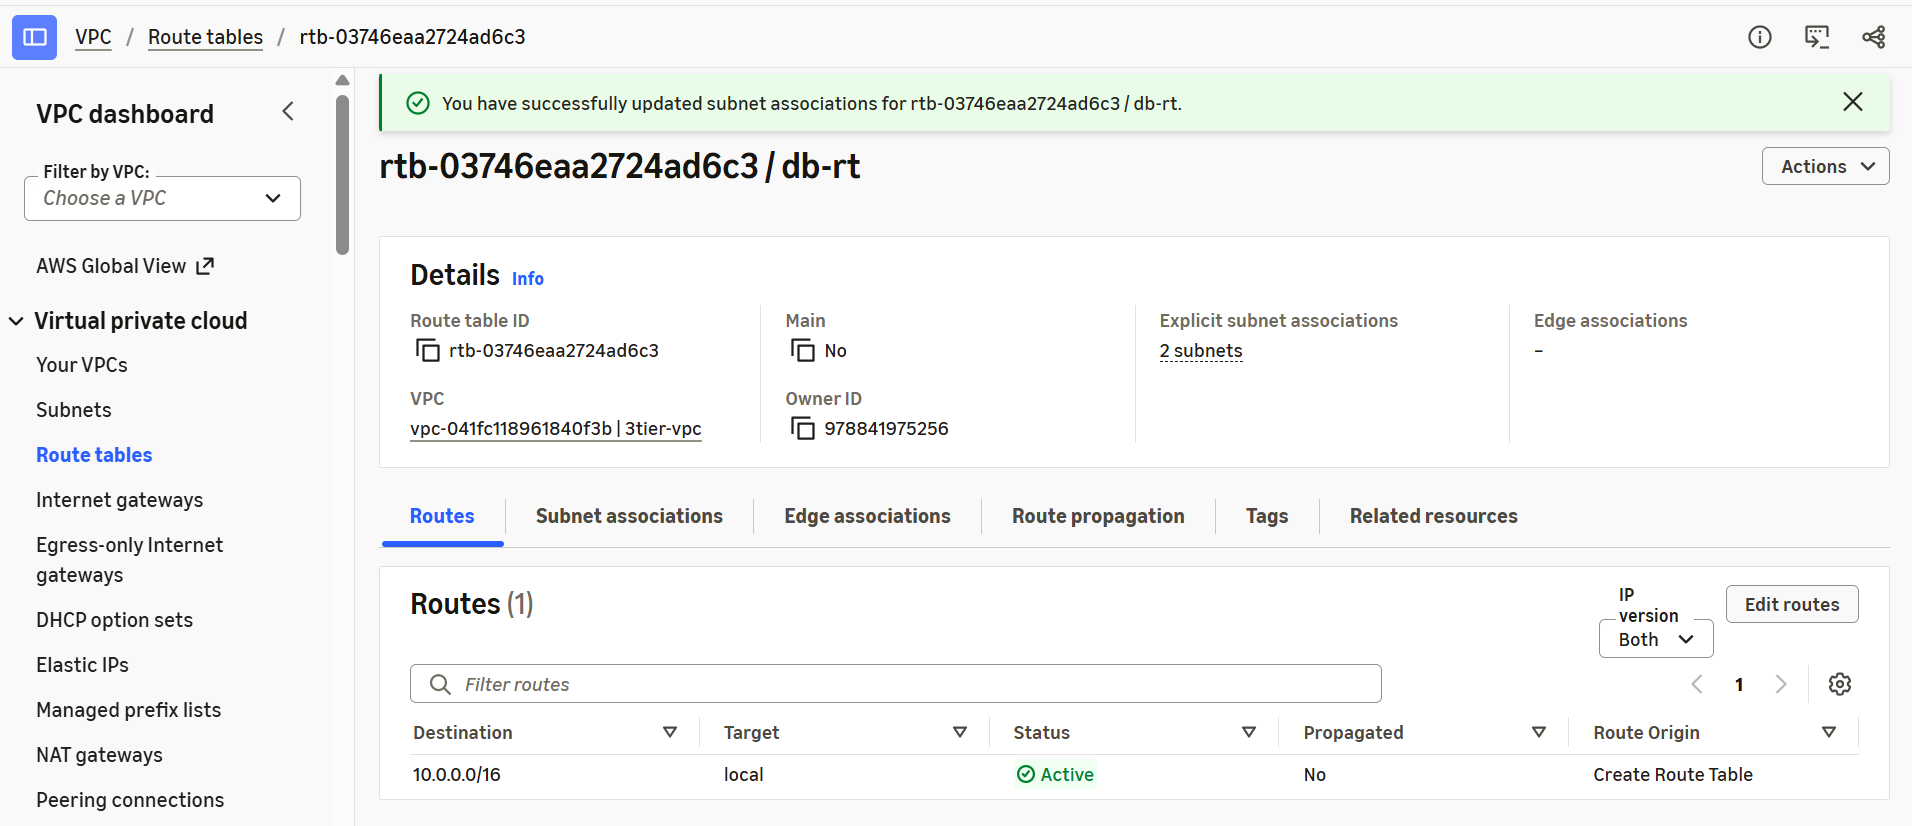 VPC / Route tables / rtb-03746eaa2724ad6c3
VPC dashboard
Filter by VPC:
Choose a VPC
AWS Global View
Virtual private cloud
Your VPCs
Subnets
Route tables
Internet gateways
Egress-only Internet
gateways
DHCP option sets
Elastic IPs
Managed prefix lists
NAT gateways
Peering connections
You have successfully updated subnet associations for rtb-03746eaa2724ad6c3 / db-rt.
rtb-03746eaa2724ad6c3 / db-rt
Actions
Details Info
Route table ID
rtb-03746eaa2724ad6c3
Main
No
Explicit subnet associations
2 subnets
Edge associations
–
VPC
vpc-041fc118961840f3b | 3tier-vpc
Owner ID
978841975256
Routes Subnet associations Edge associations Route propagation Tags Related resources
Routes (1)
IP
version
Both
Edit routes
Filter routes
1
Destination Target Status Propagated Route Origin
10.0.0.0/16 local Active No Create Route Table